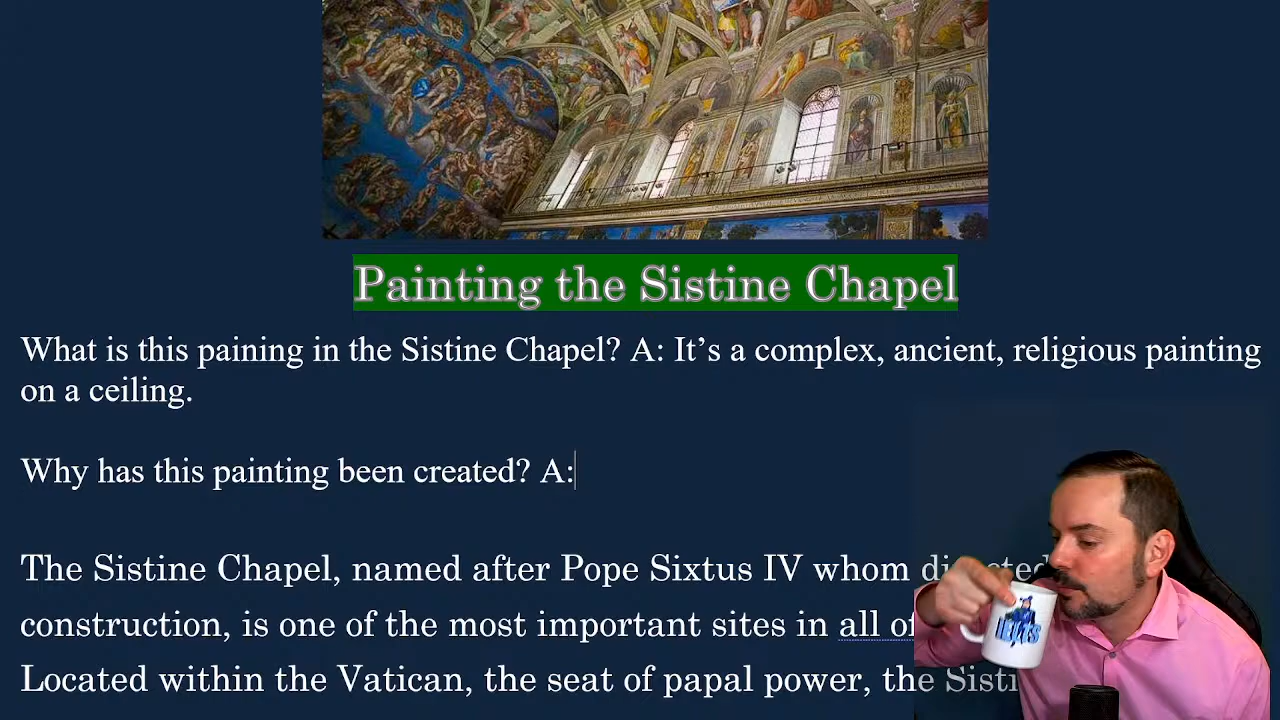 Painting the Sistine Chapel
What is this paining in the Sistine Chapel? A: It’s a complex, ancient, religious painting
on a ceiling.
Why has this painting been created? A:
The Sistine Chapel, named after Pope Sixtus IV whom directed
construction, is one of the most important sites in all of
Located within the Vatican, the seat of papal power, the Sisti
IELTS